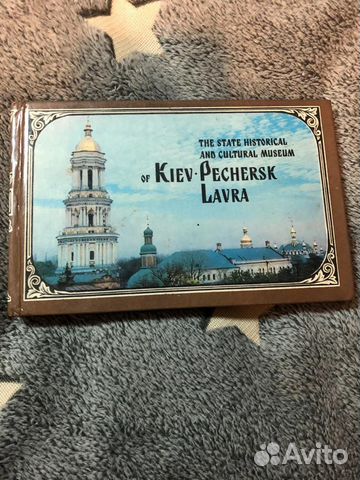 THE STATE HISTORICAL
AND CULTURAL MUSEUM
OF KIEV-PECHERSK
LAVRA
Avito